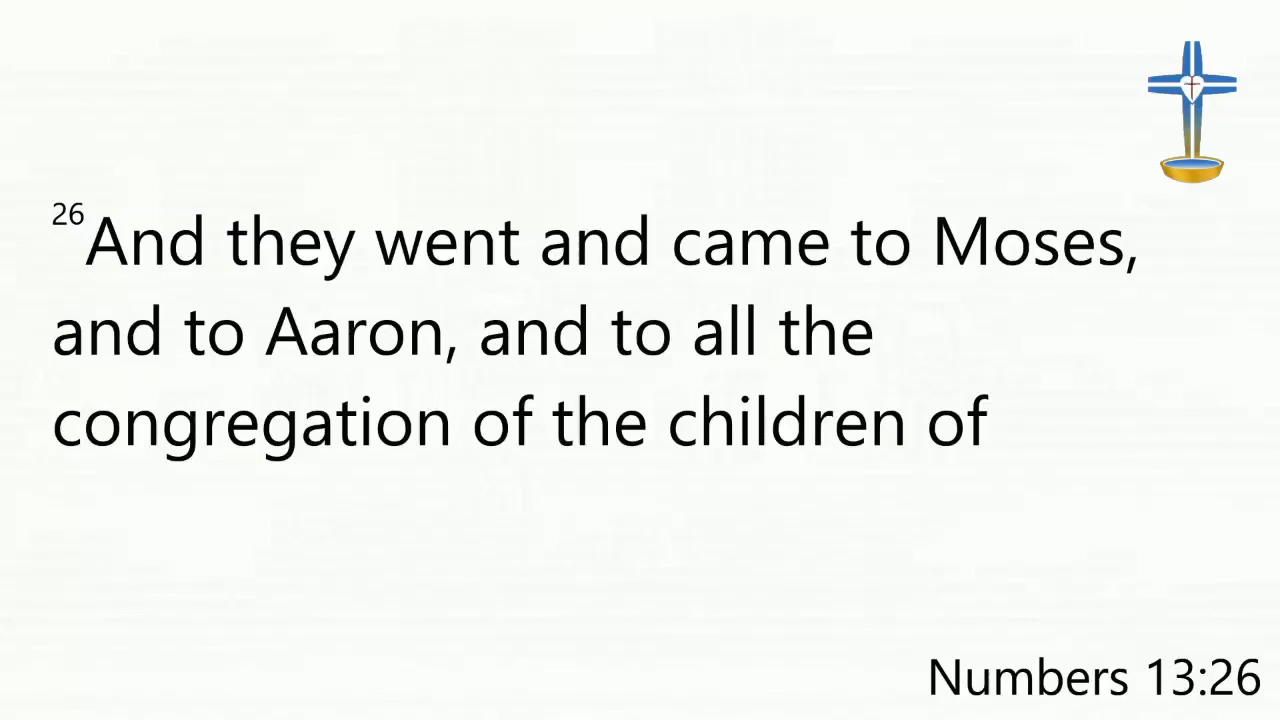 26And they went and came to Moses,
and to Aaron, and to all the
congregation of the children of
Numbers 13:26